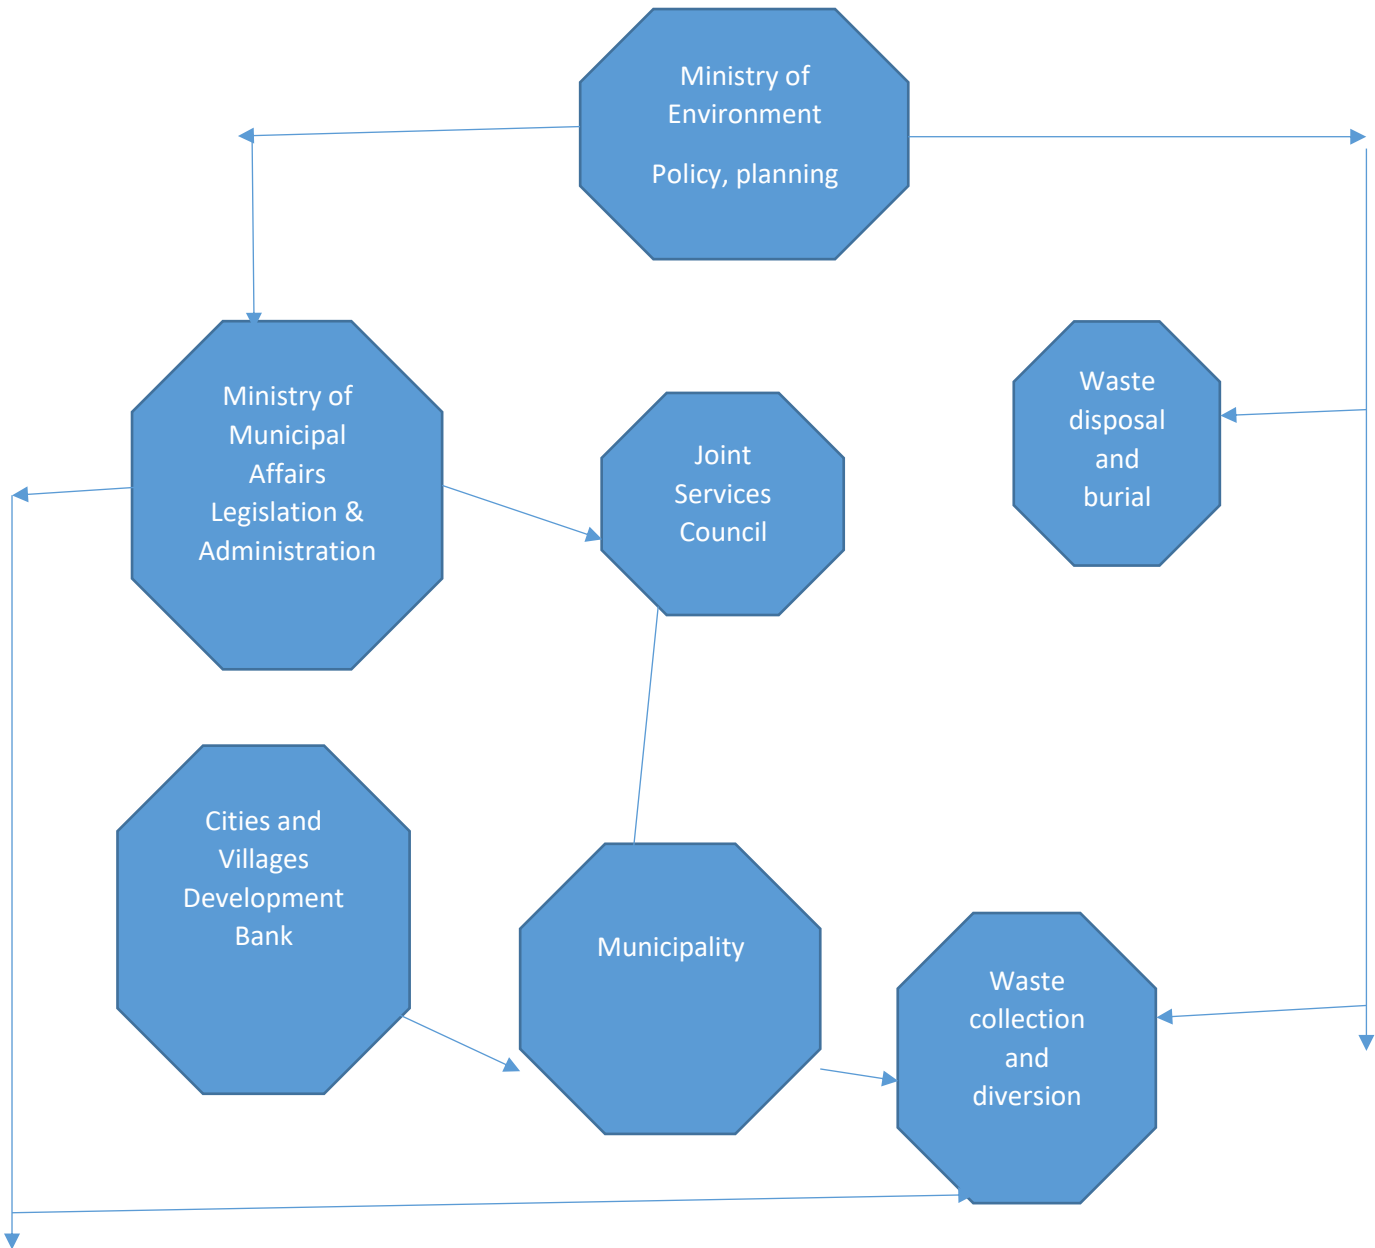 Ministry of
Environment
Policy, planning
Ministry of
Municipal
Affairs
Legislation &
Administration
Joint
Services
Council
Waste
disposal
and
burial
Cities and
Villages
Development
Bank
Municipality
Waste
collection
and
diversion